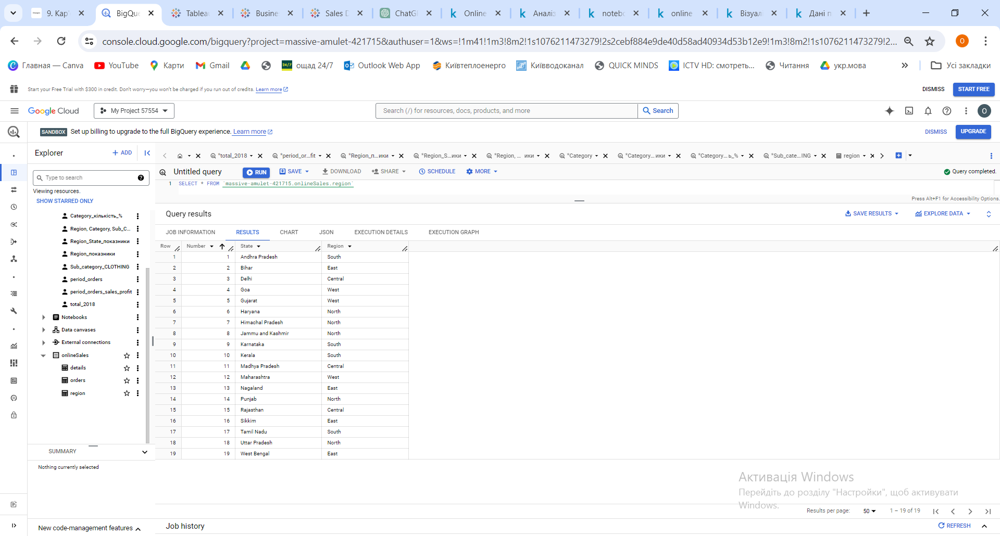 9. Кар'
BigQue
Tableau
Busine
Sales D
ChatGP
Online
Аналіз
notebo
online
Візуалі
Дані п
console.cloud.google.com/bigquery?project=massive-amulet-421715&authuser=1&ws=!1m41!1m3!8m2!1s1076211473279!2s2cebf884e9de40d58ad40934d53b12e9!1m3!8m2!1s1076211473279!2...
O
Главная — Canva
YouTube
Карти
Gmail
24/7 ощад 24/7
Outlook Web App
Київтеплоенерго
Київводоканал
QUICK MINDS
ICTV HD: смотреть...
Читання
укр.мова
Усі закладки
Start your Free Trial with $300 in credit. Don't worry—you won't be charged if you run out of credits. Learn more
DISMISS
START FREE
Google Cloud
My Project 57554
Search (/) for resources, docs, products, and more
Search
O
SANDBOX Set up billing to upgrade to the full BigQuery experience. Learn more
DISMISS
UPGRADE
Explorer
+ ADD
Type to search
Viewing resources.
SHOW STARRED ONLY
Category_кількість_%
Region, Category, Sub_C...
Region_State_показники
Region_показники
Sub_category_CLOTHING
period_orders
period_orders_sales_profit
total_2018
Notebooks
Data canvases
External connections
onlineSales
details
orders
region
SUMMARY
Nothing currently selected
New code-management features
*total_2018
*period_or...fit
*Region_п...ики
*Region_S...ики
*Region, ... ики
*Category
*Category...ики
*Category...ь_%
*Sub_cate...ING
region
Untitled query
RUN
SAVE
DOWNLOAD
SHARE
SCHEDULE
MORE
Query completed.
1 SELECT * FROM `massive-amulet-421715.onlineSales.region`
Press Alt+F1 for Accessibility Options.
Query results
SAVE RESULTS
EXPLORE DATA
JOB INFORMATION
RESULTS
CHART
JSON
EXECUTION DETAILS
EXECUTION GRAPH
Row Number State Region
1 1 Andhra Pradesh South
2 2 Bihar East
3 3 Delhi Central
4 4 Goa West
5 5 Gujarat West
6 6 Haryana North
7 7 Himachal Pradesh North
8 8 Jammu and Kashmir North
9 9 Karnataka South
10 10 Kerala South
11 11 Madhya Pradesh Central
12 12 Maharashtra West
13 13 Nagaland East
14 14 Punjab North
15 15 Rajasthan Central
16 16 Sikkim East
17 17 Tamil Nadu South
18 18 Uttar Pradesh North
19 19 West Bengal East
Активація Windows
Перейдіть до розділу "Настройки", щоб активувати
Windows.
Results per page: 50 1 – 19 of 19
Job history
REFRESH